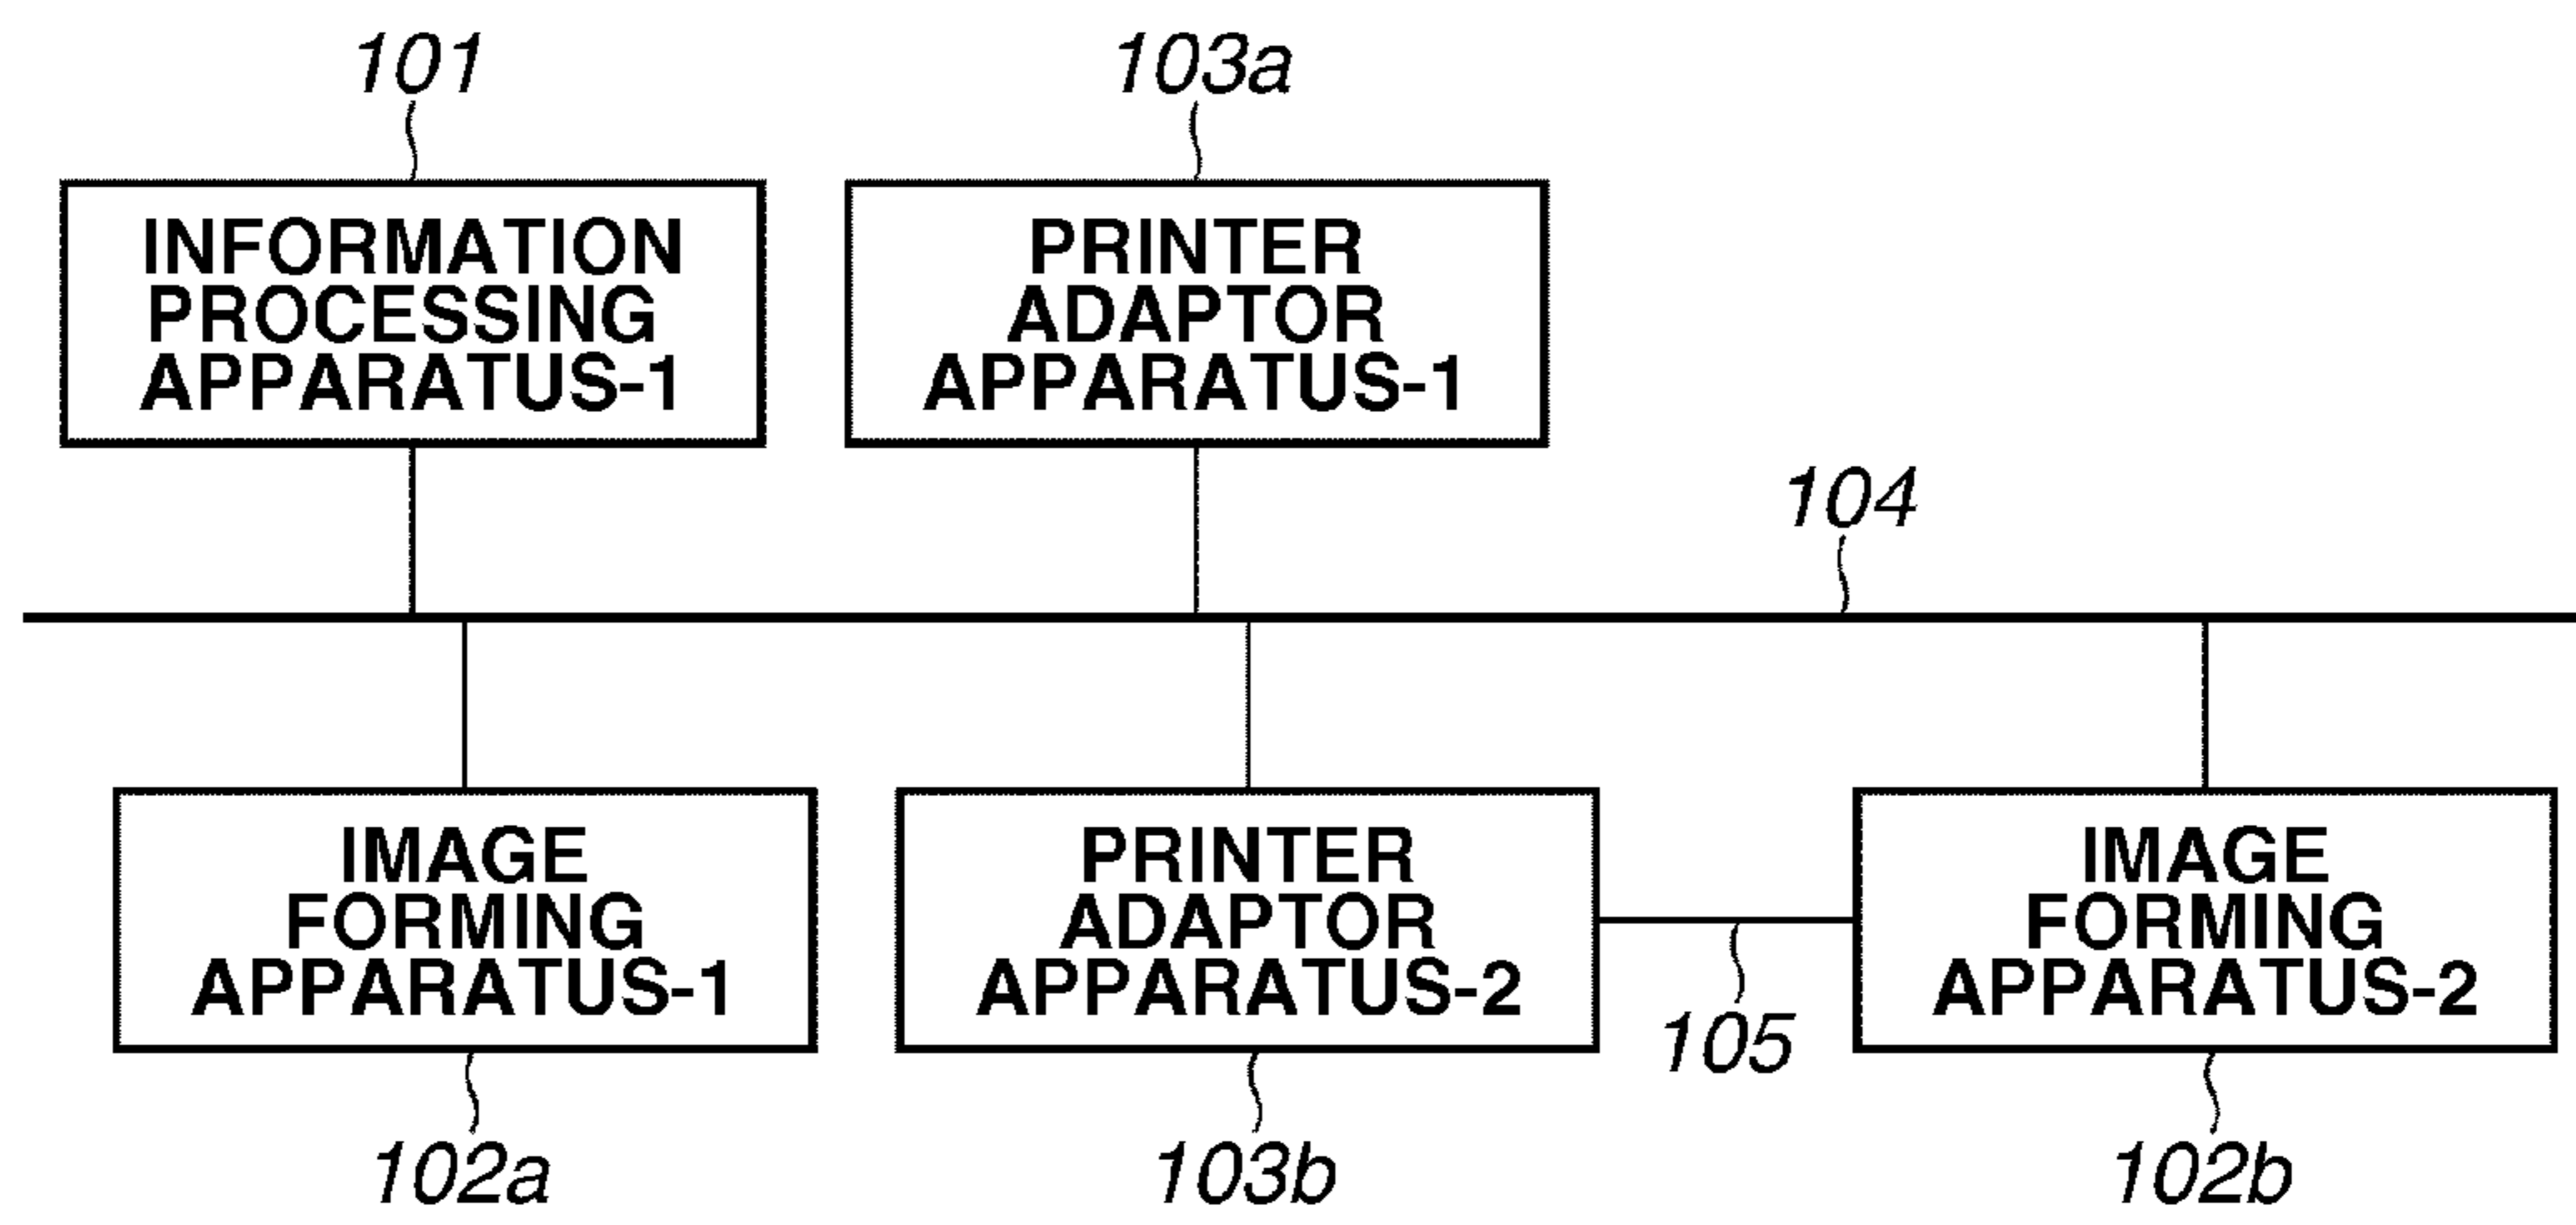 101
103a
INFORMATION
PROCESSING
APPARATUS-1
PRINTER
ADAPTOR
APPARATUS-1
104
IMAGE
FORMING
APPARATUS-1
PRINTER
ADAPTOR
APPARATUS-2
IMAGE
FORMING
APPARATUS-2
105
102a
103b
102b